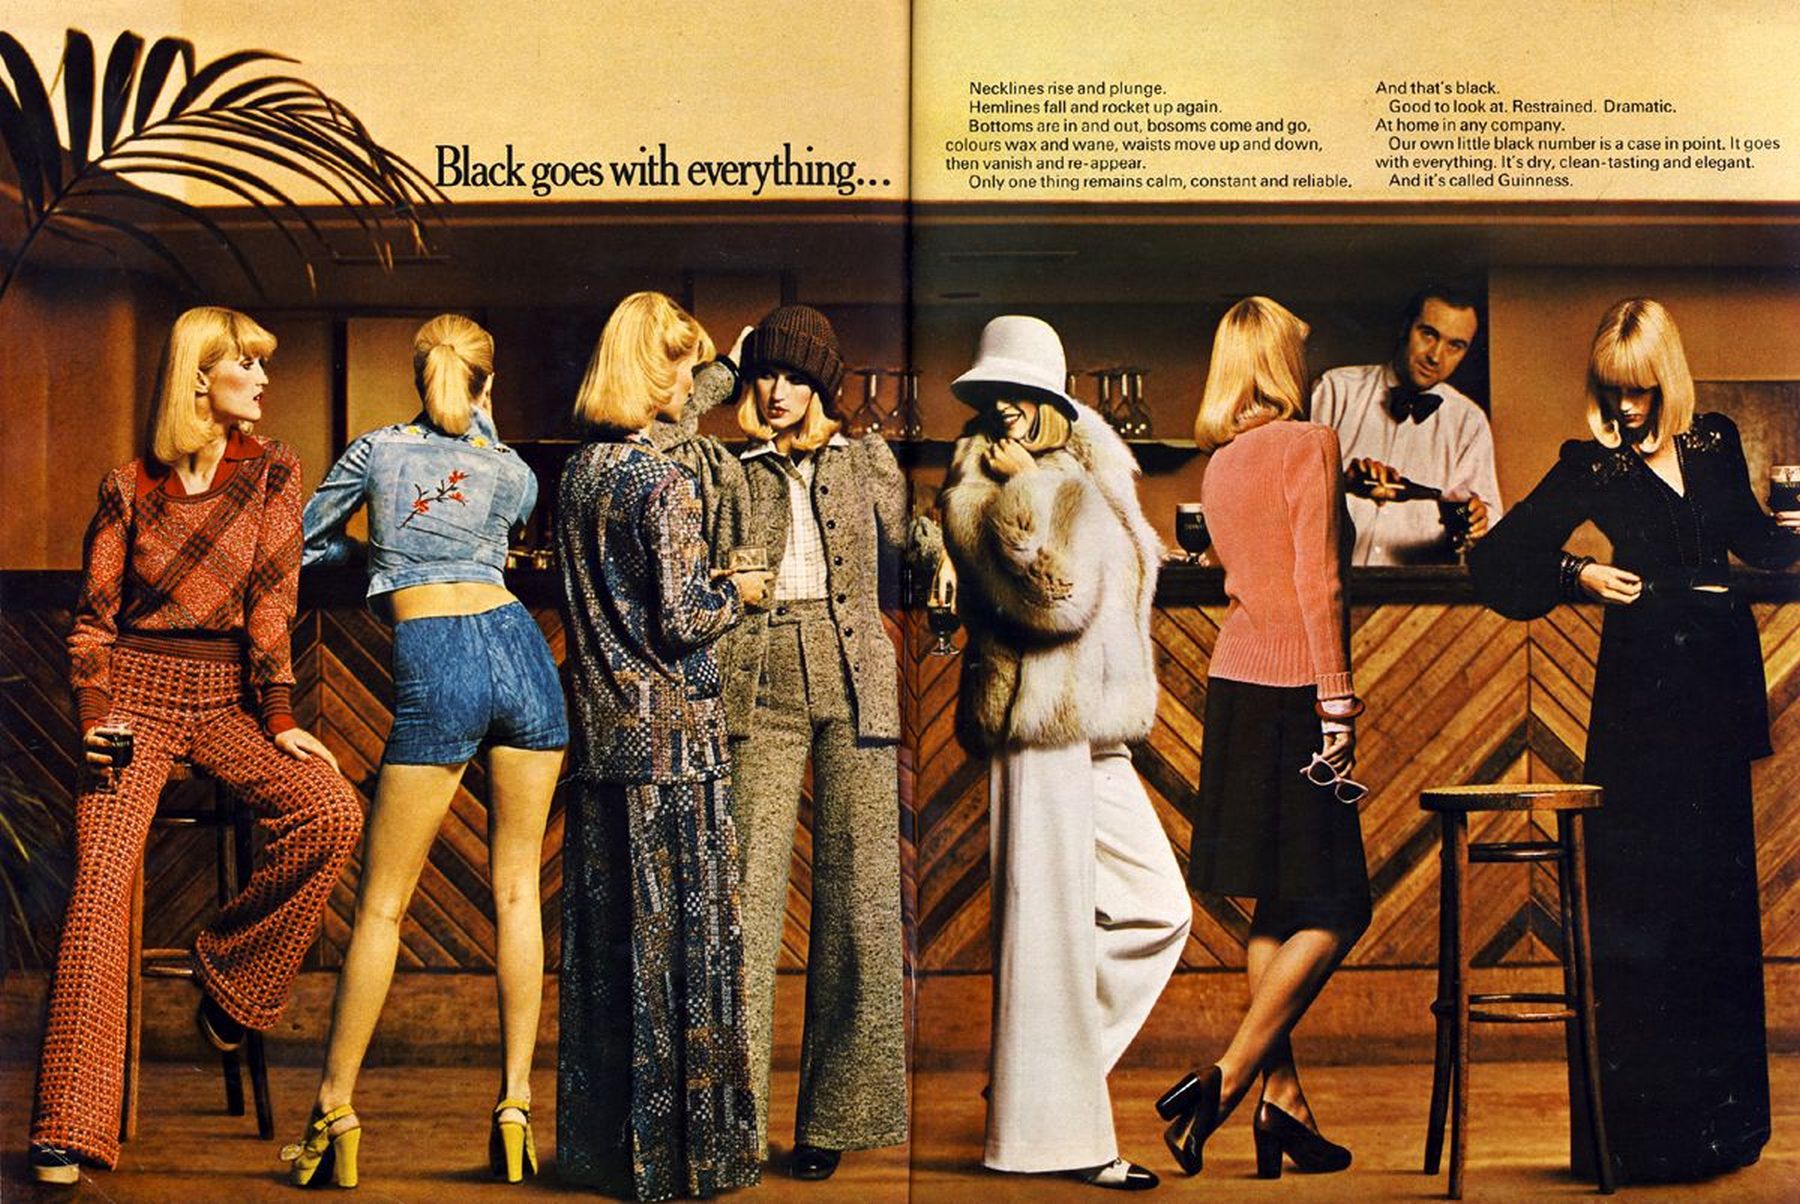 Black goes with everything...
Necklines rise and plunge.
Hemlines fall and rocket up again.
Bottoms are in and out, bosoms come and go,
colours wax and wane, waists move up and down,
then vanish and re-appear.
Only one thing remains calm, constant and reliable.
And that's black.
Good to look at. Restrained. Dramatic.
At home in any company.
Our own little black number is a case in point. It goes
with everything. It's dry, clean-tasting and elegant.
And it's called Guinness.